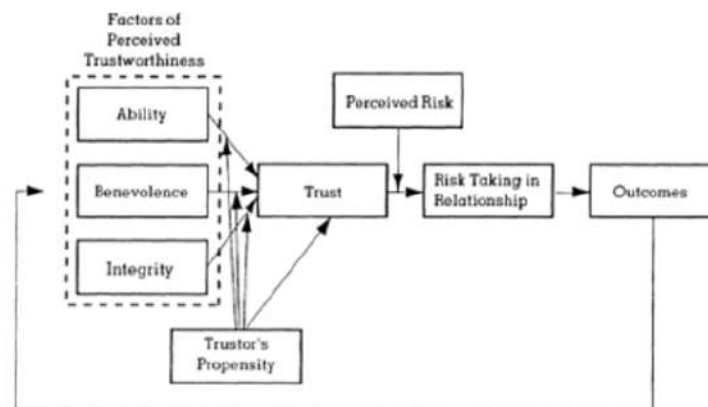 Factors of
Perceived
Trustworthiness
Ability
Benevolence
Integrity
Trustor's
Propensity
Trust
Perceived Risk
Risk Taking in
Relationship
Outcomes